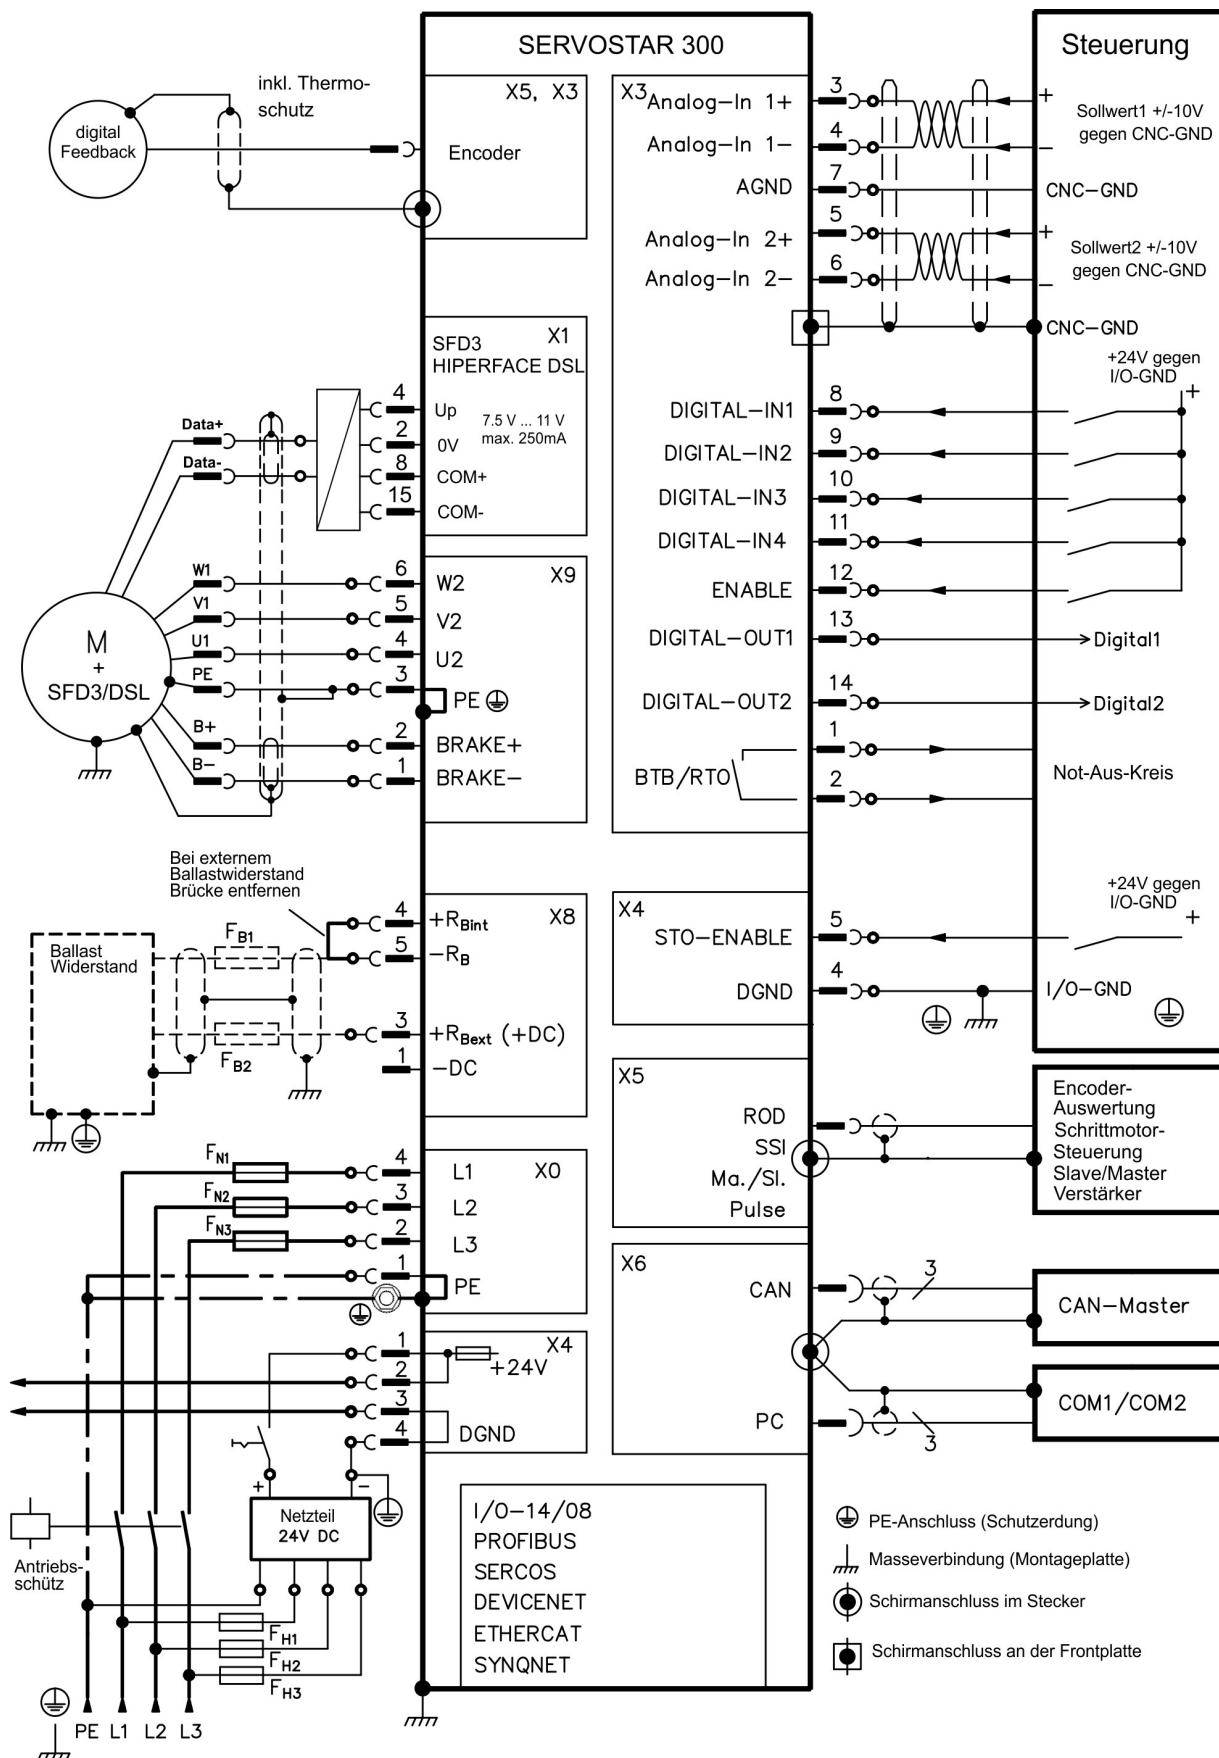 SERVOSTAR 300
Steuerung
inkl. Thermo-
schutz
digital
Feedback
X5, X3
Encoder
SFD3
X1
HIPERFACE DSL
Data+
Data-
4
Up
7.5 V ... 11 V
max. 250mA
2
0V
8
COM+
15
COM-
X9
W1
6
W2
V1
5
V2
U1
4
U2
PE
3
PE
B+
2
BRAKE+
B–
1
BRAKE–
M
+
SFD3/DSL
Bei externem
Ballastwiderstand
Brücke entfernen
X8
Ballast
Widerstand
FB1
FB2
4
+RBint
5
–RB
3
+RBext (+DC)
1
–DC
X0
FN1
4
L1
FN2
3
L2
FN3
2
L3
1
PE
X4
1
+24V
2
3
4
DGND
+
–
Netzteil
24V DC
Antriebs-
schütz
FH1
FH2
FH3
PE L1 L2 L3
I/O–14/08
PROFIBUS
SERCOS
DEVICENET
ETHERCAT
SYNQNET
X3
Analog–In 1+
3
+
Analog–In 1–
4
–
Sollwert1 +/-10V
gegen CNC-GND
AGND
7
CNC–GND
Analog–In 2+
5
+
Analog–In 2–
6
–
Sollwert2 +/-10V
gegen CNC-GND
CNC–GND
+24V gegen
I/O-GND
+
DIGITAL–IN1
8
DIGITAL–IN2
9
DIGITAL–IN3
10
DIGITAL–IN4
11
ENABLE
12
DIGITAL–OUT1
13
Digital1
DIGITAL–OUT2
14
Digital2
BTB/RTO
1
2
Not-Aus-Kreis
X4
+24V gegen
I/O-GND
+
STO–ENABLE
5
DGND
4
I/O–GND
X5
ROD
SSI
Ma./Sl.
Pulse
Encoder-
Auswertung
Schrittmotor-
Steuerung
Slave/Master
Verstärker
X6
CAN
3
CAN–Master
PC
3
COM1/COM2
PE-Anschluss (Schutzerdung)
Masseverbindung (Montageplatte)
Schirmanschluss im Stecker
Schirmanschluss an der Frontplatte